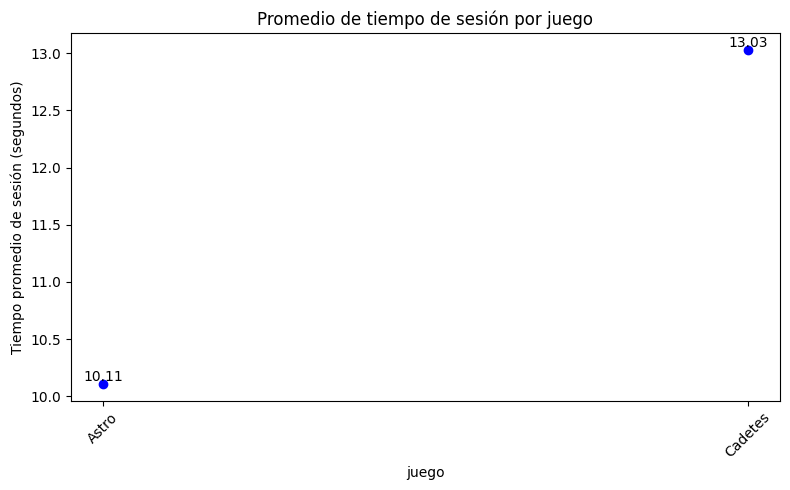 Promedio de tiempo de sesión por juego
Tiempo promedio de sesión (segundos)
13.0
12.5
12.0
11.5
11.0
10.5
10.0
13.03
10.11
Astro
Cadetes
juego